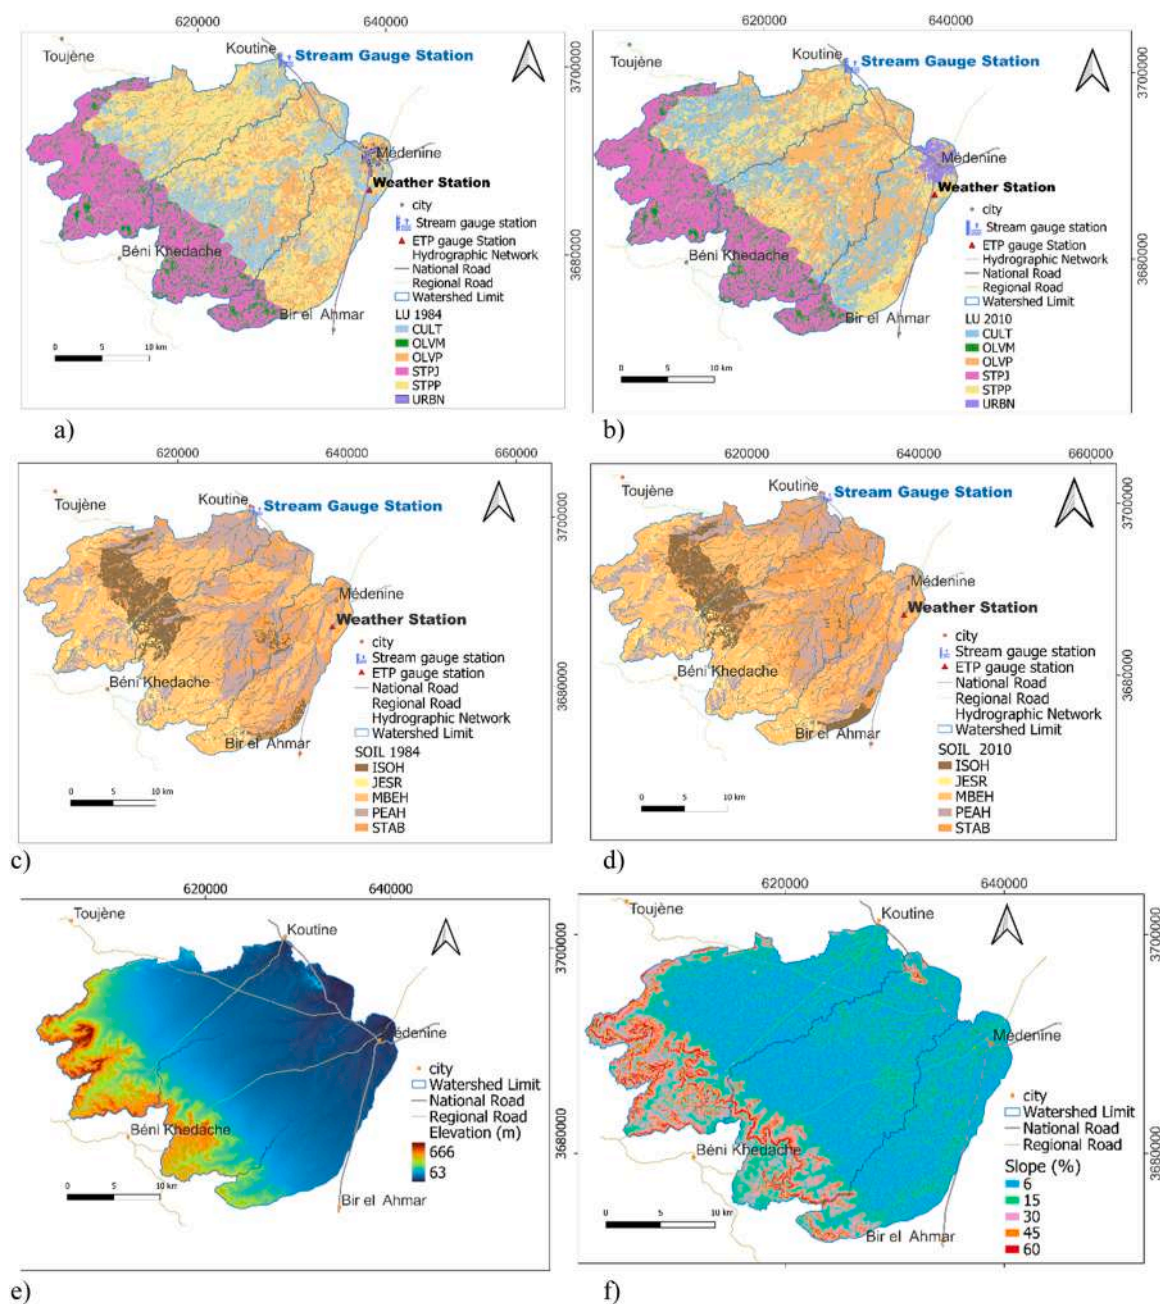 620000 640000
Toujène
Koutine
Stream Gauge Station
3700000
Médenine
Weather Station
city
Stream gauge station
ETP gauge Station
Hydrographic Network
National Road
Regional Road
Watershed Limit
LU 1984
CULT
OLVM
OLVP
STPJ
STPP
URBN
Béni Khedache
3680000
Bir el Ahmar
0 5 10 km
a)
620000 640000
Toujène
Koutine
Stream Gauge Station
3700000
Médenine
Weather Station
city
Stream gauge station
ETP gauge Station
Hydrographic Network
National Road
Regional Road
Watershed Limit
LU 2010
CULT
OLVM
OLVP
STPJ
STPP
URBN
Béni Khedache
3680000
Bir el Ahmar
0 5 10 km
b)
620000 640000 660000
Toujène
Koutine
Stream Gauge Station
3700000
Médenine
Weather Station
city
Stream gauge station
ETP gauge station
National Road
Regional Road
Hydrographic Network
Watershed Limit
SOIL 1984
ISOH
JESR
MBEH
PEAH
STAB
Béni Khedache
3680000
Bir el Ahmar
0 5 10 km
c)
620000 640000 660000
Toujène
Koutine
Stream Gauge Station
3700000
Médenine
Weather Station
city
Stream gauge station
ETP gauge station
National Road
Regional Road
Hydrographic Network
Watershed Limit
SOIL 2010
ISOH
JESR
MBEH
PEAH
STAB
Béni Khedache
3680000
Bir el Ahmar
0 5 10 km
d)
620000 640000
Toujène
Koutine
3700000
Médenine
city
Watershed Limit
National Road
Regional Road
Elevation (m)
666
63
Béni Khedache
3680000
Bir el Ahmar
0 5 10 km
e)
620000 640000
Toujène
Koutine
3700000
Médenine
city
Watershed Limit
National Road
Regional Road
Slope (%)
6
15
30
45
60
Béni Khedache
3680000
Bir el Ahmar
0 5 10 km
f)